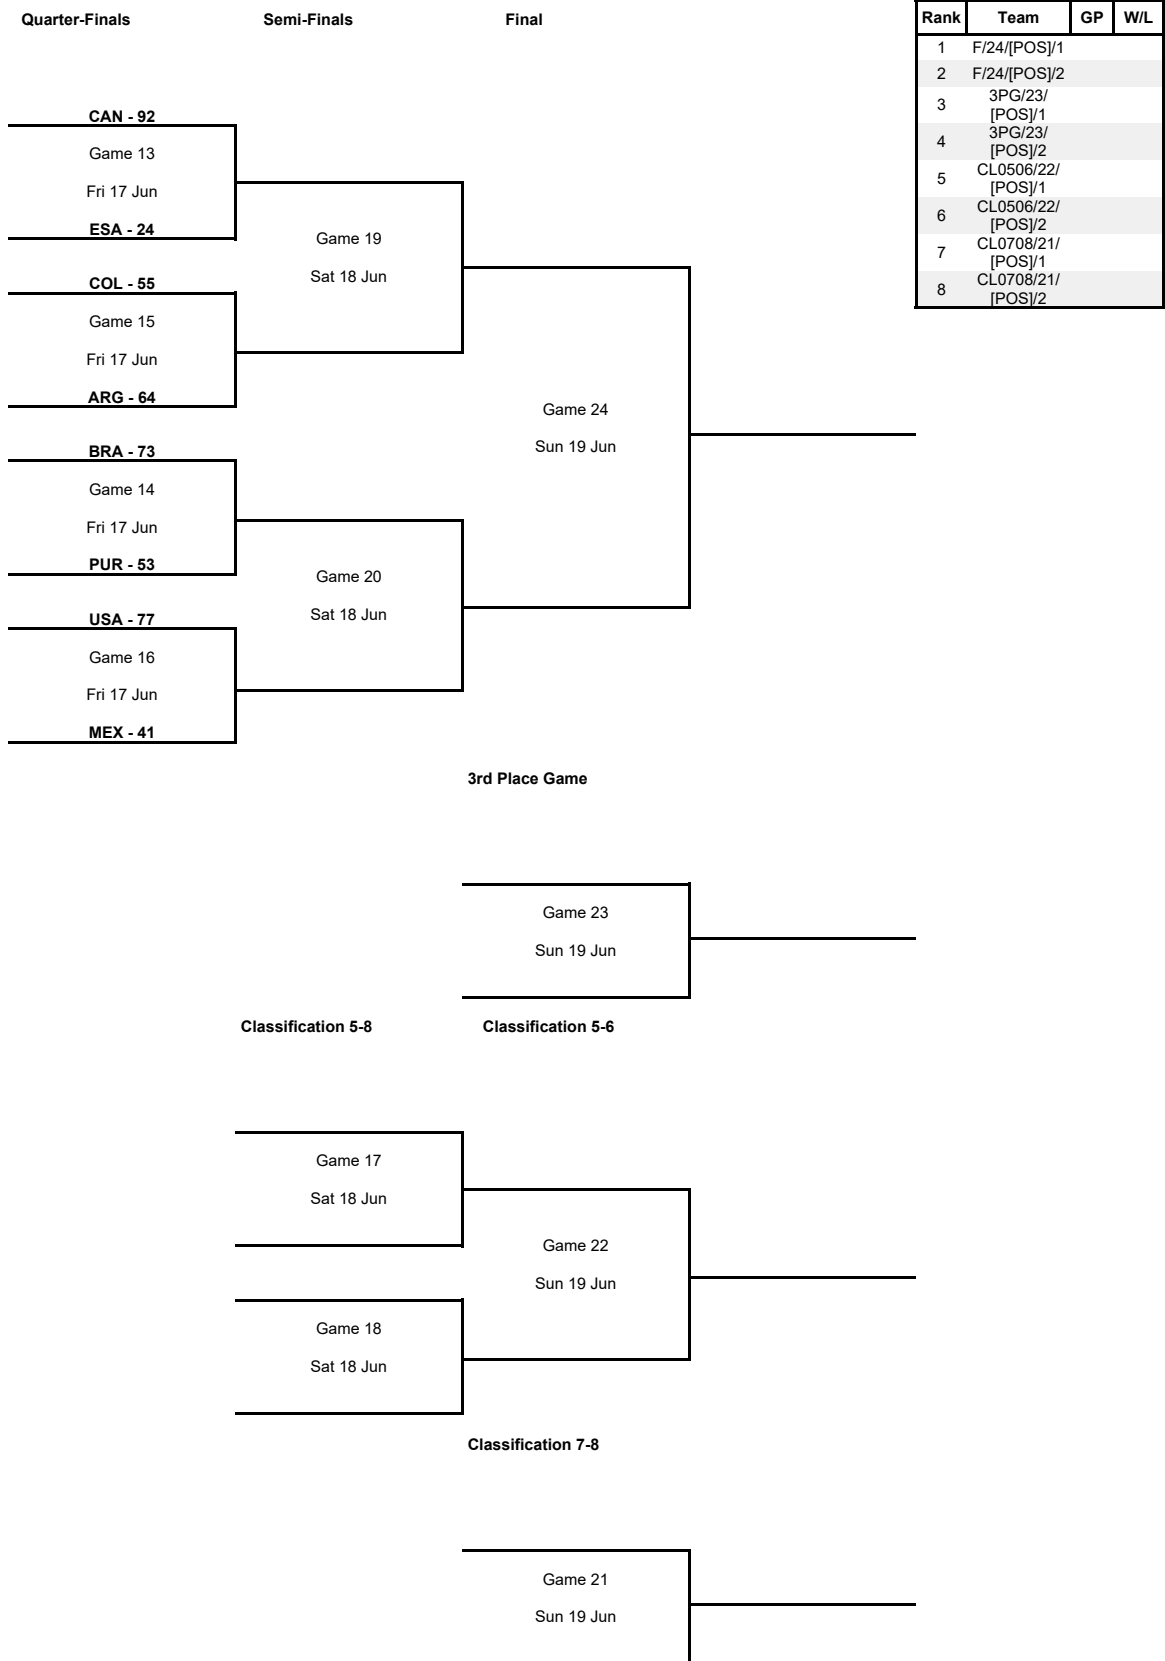 Quarter-Finals Semi-Finals Final
Rank Team GP W/L
1 F/24/[POS]/1
2 F/24/[POS]/2
3 3PG/23/
[POS]/1
4 3PG/23/
[POS]/2
5 CL0506/22/
[POS]/1
6 CL0506/22/
[POS]/2
7 CL0708/21/
[POS]/1
8 CL0708/21/
[POS]/2
CAN - 92
Game 13
Fri 17 Jun
ESA - 24
Game 19
Sat 18 Jun
COL - 55
Game 15
Fri 17 Jun
ARG - 64
Game 24
Sun 19 Jun
BRA - 73
Game 14
Fri 17 Jun
PUR - 53
Game 20
Sat 18 Jun
USA - 77
Game 16
Fri 17 Jun
MEX - 41
3rd Place Game
Game 23
Sun 19 Jun
Classification 5-8 Classification 5-6
Game 17
Sat 18 Jun
Game 22
Sun 19 Jun
Game 18
Sat 18 Jun
Classification 7-8
Game 21
Sun 19 Jun